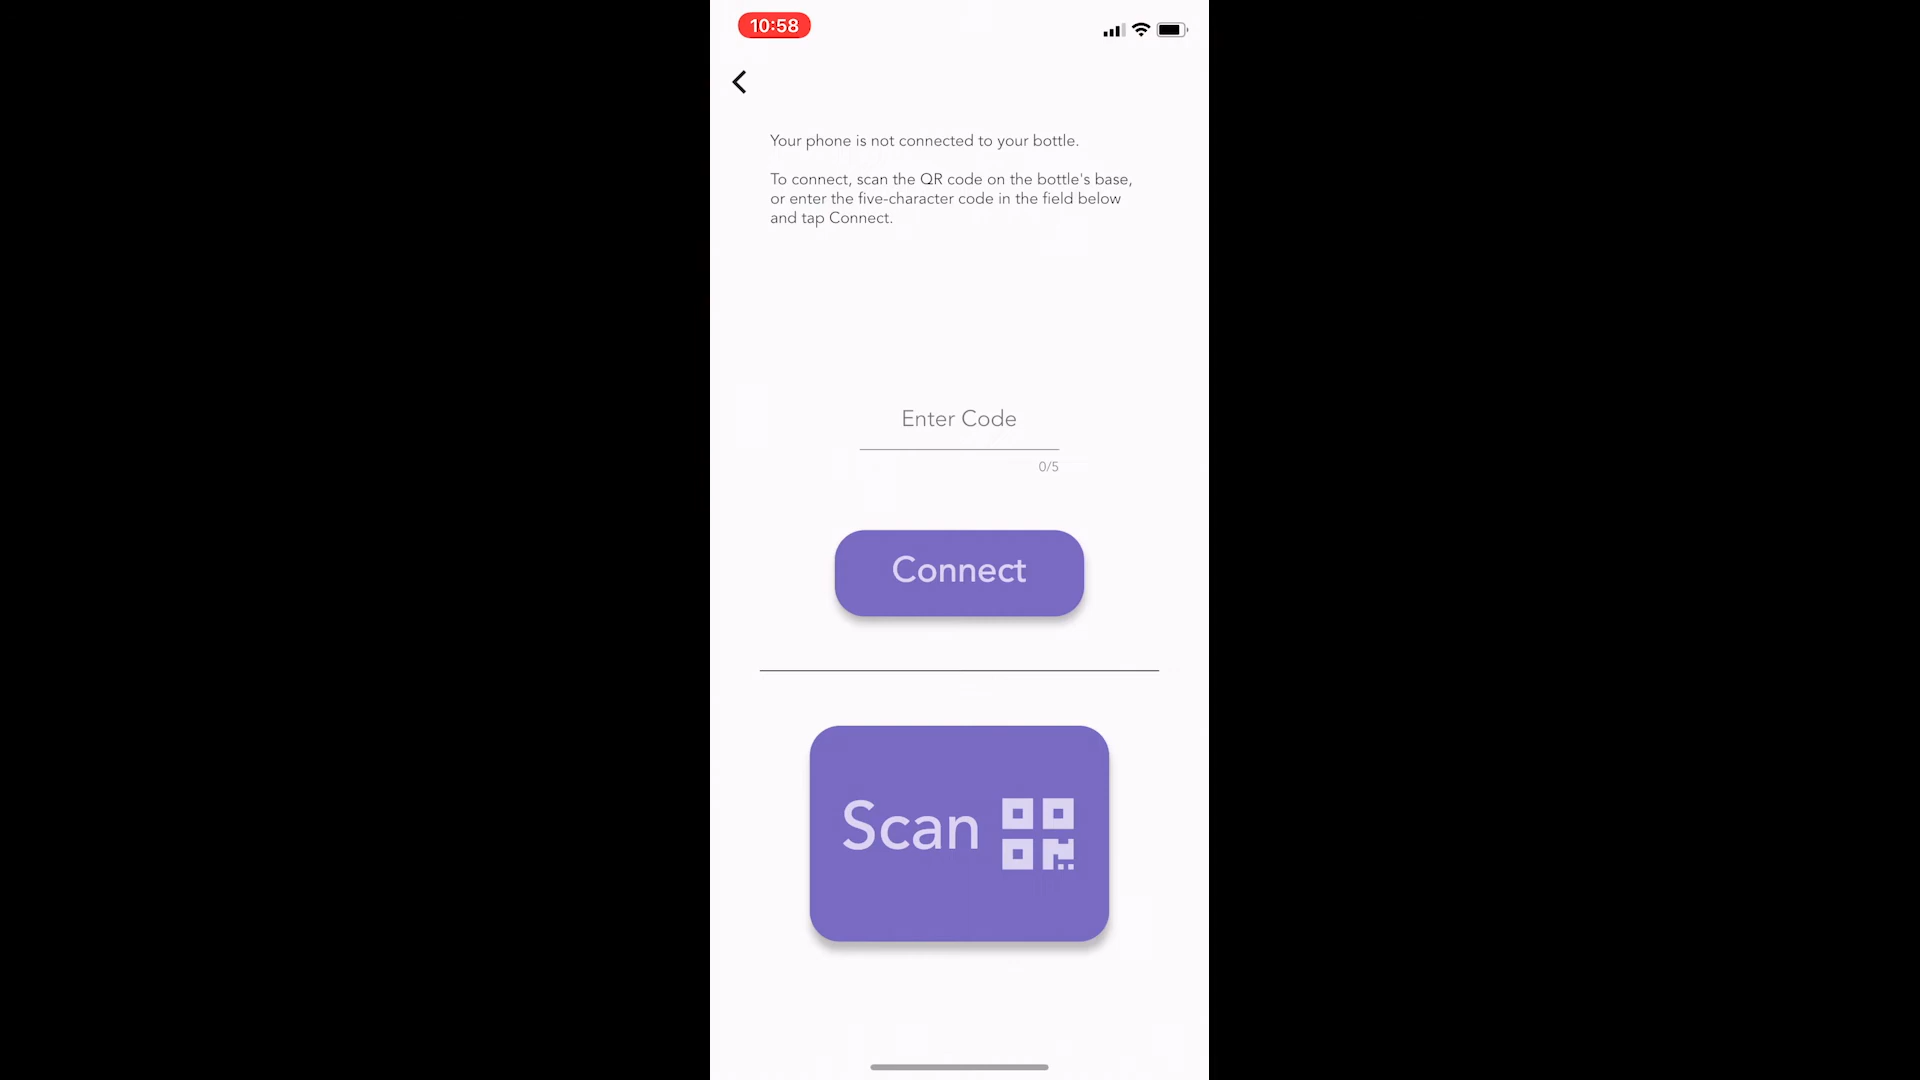 10:58
Your phone is not connected to your bottle.
To connect, scan the QR code on the bottle's base,
or enter the five-character code in the field below
and tap Connect.
Enter Code
0/5
Connect
Scan